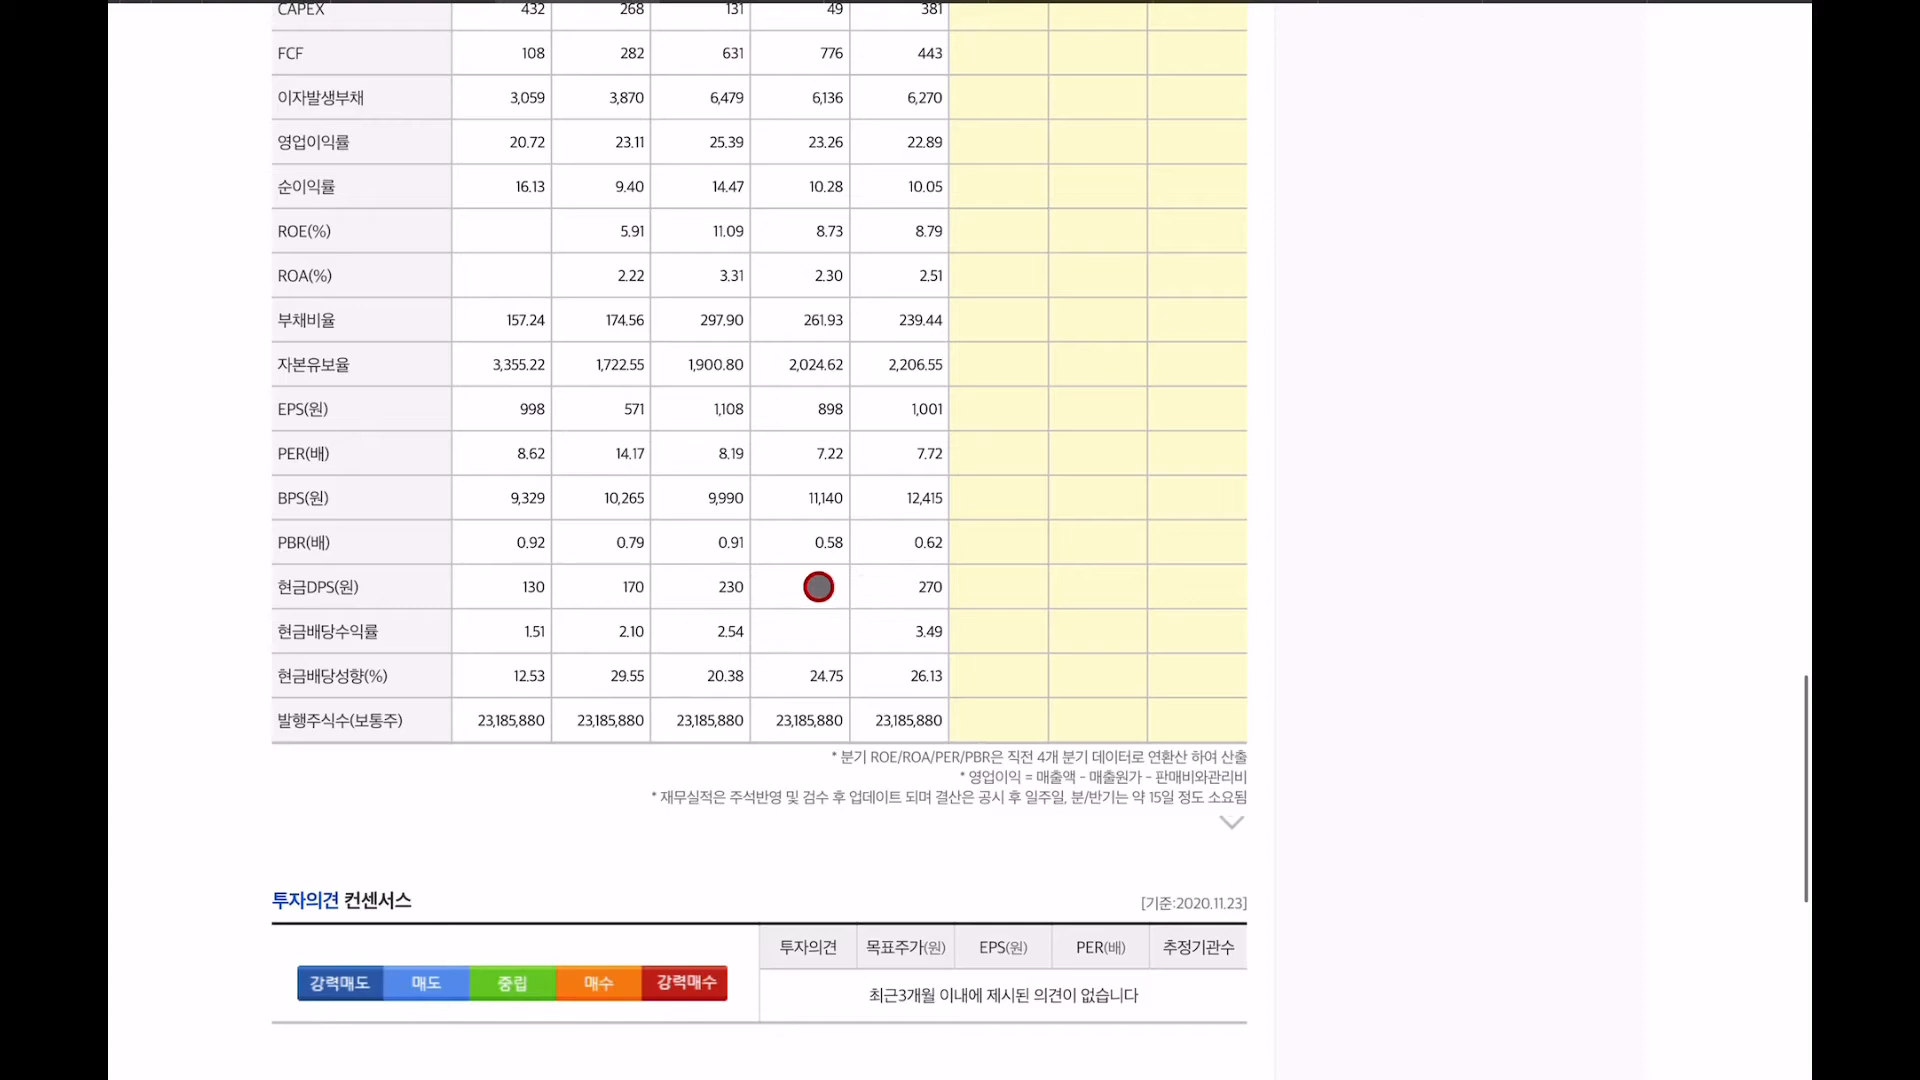 CAPEX 432 268 131 49 381
FCF 108 282 631 776 443
이자발생부채 3,059 3,870 6,479 6,136 6,270
영업이익률 20.72 23.11 25.39 23.26 22.89
순이익률 16.13 9.40 14.47 10.28 10.05
ROE(%) 5.91 11.09 8.73 8.79
ROA(%) 2.22 3.31 2.30 2.51
부채비율 157.24 174.56 297.90 261.93 239.44
자본유보율 3,355.22 1,722.55 1,900.80 2,024.62 2,206.55
EPS(원) 998 571 1,108 898 1,001
PER(배) 8.62 14.17 8.19 7.22 7.72
BPS(원) 9,329 10,265 9,990 11,140 12,415
PBR(배) 0.92 0.79 0.91 0.58 0.62
현금DPS(원) 130 170 230 270
현금배당수익률 1.51 2.10 2.54 3.49
현금배당성향(%) 12.53 29.55 20.38 24.75 26.13
발행주식수(보통주) 23,185,880 23,185,880 23,185,880 23,185,880 23,185,880
* 분기 ROE/ROA/PER/PBR은 직전 4개 분기 데이터로 연환산 하여 산출
* 영업이익 = 매출액 - 매출원가 - 판매비와관리비
* 재무실적은 주석반영 및 검수 후 업데이트 되며 결산은 공시 후 일주일, 분/반기는 약 15일 정도 소요됨
투자의견 컨센서스 [기준:2020.11.23]
투자의견 목표주가(원) EPS(원) PER(배) 추정기관수
강력매도 매도 중립 매수 강력매수
최근3개월 이내에 제시된 의견이 없습니다